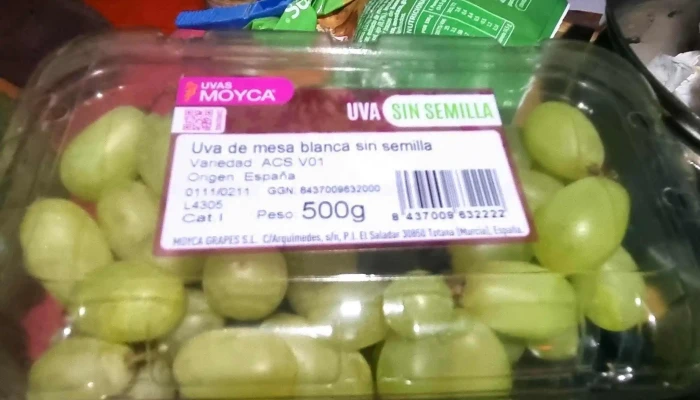 UVAS
MOYCA
UVA SIN SEMILLA
Uva de mesa blanca sin semilla
Variedad ACS V01
Origen España
0111/0211 GGN: 8437009632000
L4305
Cat.I Peso 500g
8 437009 632222
MOYCA GRAPES S.L. C/Arquímedes, s/n, P.I. El Saladar 30850 Totana (Murcia), España.